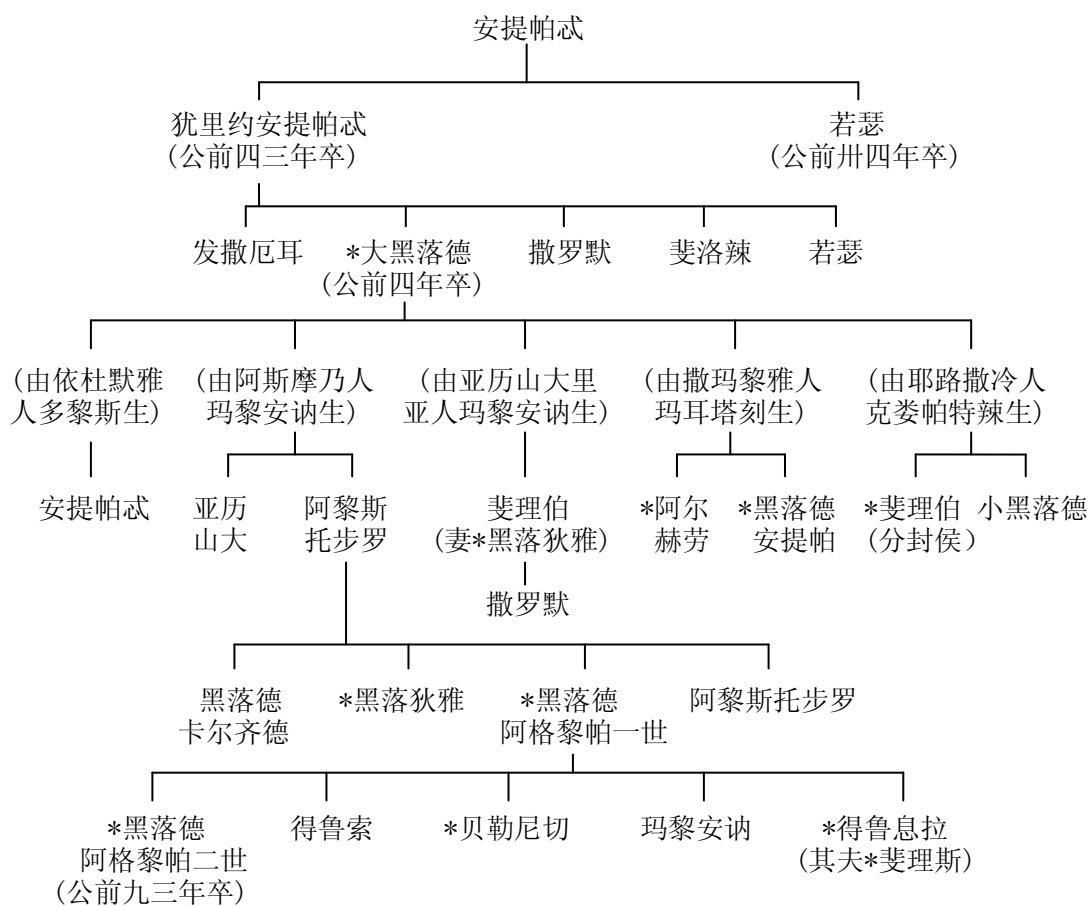 安提帕忒
犹里约安提帕忒
(公前四三年卒)
若瑟
(公前卅四年卒)
发撒厄耳
*大黑落德
(公前四年卒)
撒罗默
斐洛辣
若瑟
(由依杜默雅
人多黎斯生)
(由阿斯摩乃人
玛黎安讷生)
(由亚历山大里
亚人玛黎安讷生)
(由撒玛黎雅人
玛耳塔刻生)
(由耶路撒冷人
克娄帕特辣生)
安提帕忒
亚历
山大
阿黎斯
托步罗
斐理伯
(妻*黑落狄雅)
*阿尔
赫劳
*黑落德
安提帕
*斐理伯
(分封侯)
小黑落德
撒罗默
黑落德
卡尔齐德
*黑落狄雅
*黑落德
阿格黎帕一世
阿黎斯托步罗
*黑落德
阿格黎帕二世
(公前九三年卒)
得鲁索
*贝勒尼切
玛黎安讷
*得鲁息拉
(其夫*斐理斯)